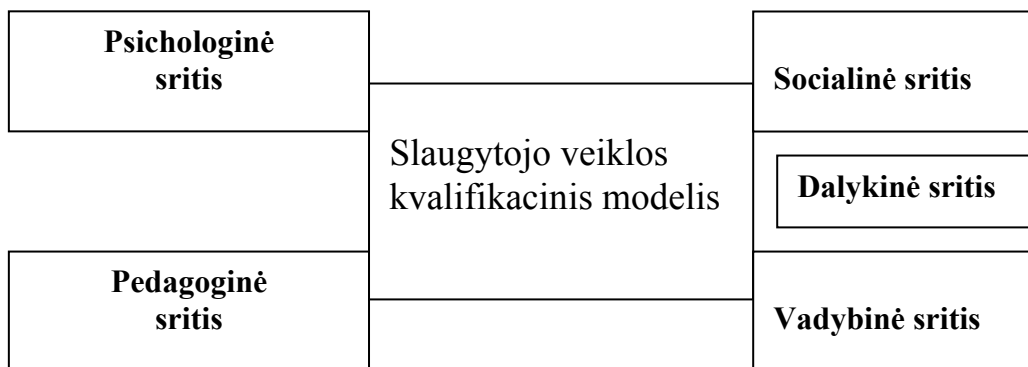 Psichologinė
sritis
Socialinė sritis
Slaugytojo veiklos
kvalifikacinis modelis
Dalykinė sritis
Pedagoginė
sritis
Vadybinė sritis